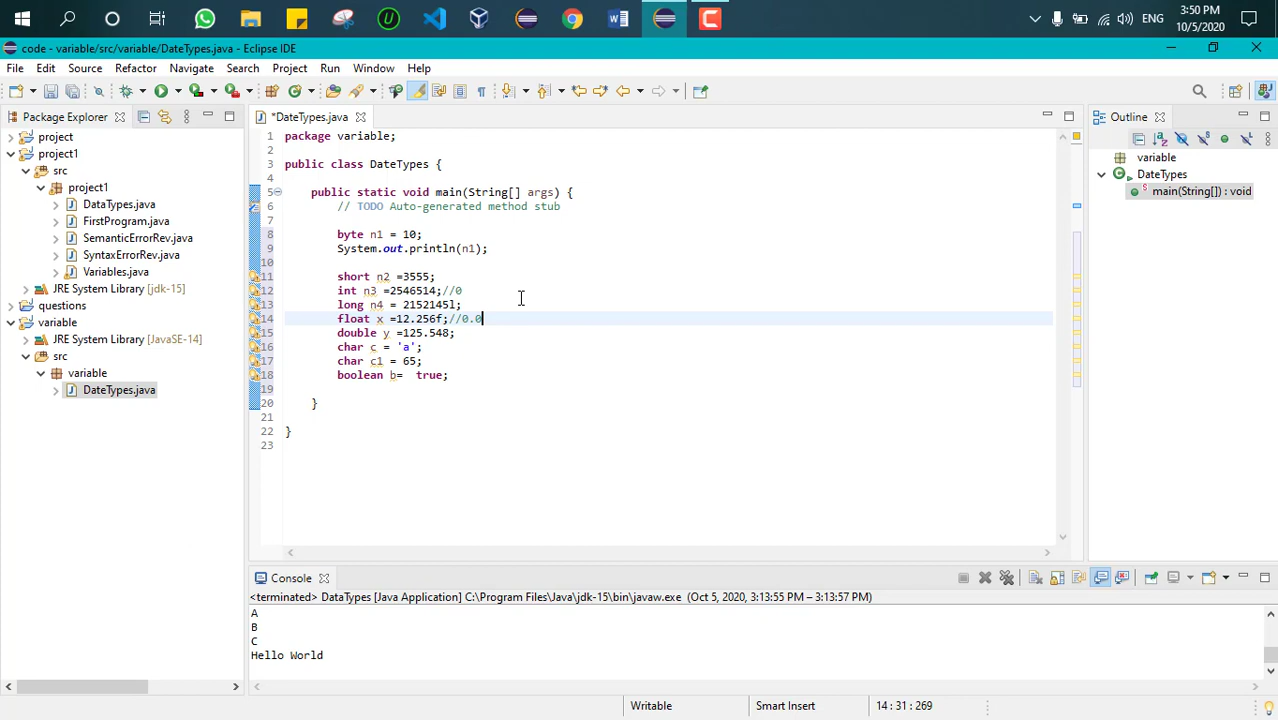 3:50 PM
ENG
10/5/2020
code - variable/src/variable/DateTypes.java - Eclipse IDE
File Edit Source Refactor Navigate Search Project Run Window Help
Package Explorer
*DateTypes.java
Outline
project
project1
src
project1
DataTypes.java
FirstProgram.java
SemanticErrorRev.java
SyntaxErrorRev.java
Variables.java
JRE System Library [jdk-15]
questions
variable
JRE System Library [JavaSE-14]
src
variable
DateTypes.java
1 package variable;
2
3 public class DateTypes {
4
5 public static void main(String[] args) {
6 // TODO Auto-generated method stub
7
8 byte n1 = 10;
9 System.out.println(n1);
10
11 short n2 =3555;
12 int n3 =2546514;//0
13 long n4 = 2152145l;
14 float x =12.256f;//0.0
15 double y =125.548;
16 char c = 'a';
17 char c1 = 65;
18 boolean b=  true;
19
20 }
21
22 }
23
variable
DateTypes
main(String[]) : void
Console
<terminated> DataTypes [Java Application] C:\Program Files\Java\jdk-15\bin\javaw.exe (Oct 5, 2020, 3:13:55 PM – 3:13:57 PM)
A
B
C
Hello World
Writable
Smart Insert
14 : 31 : 269